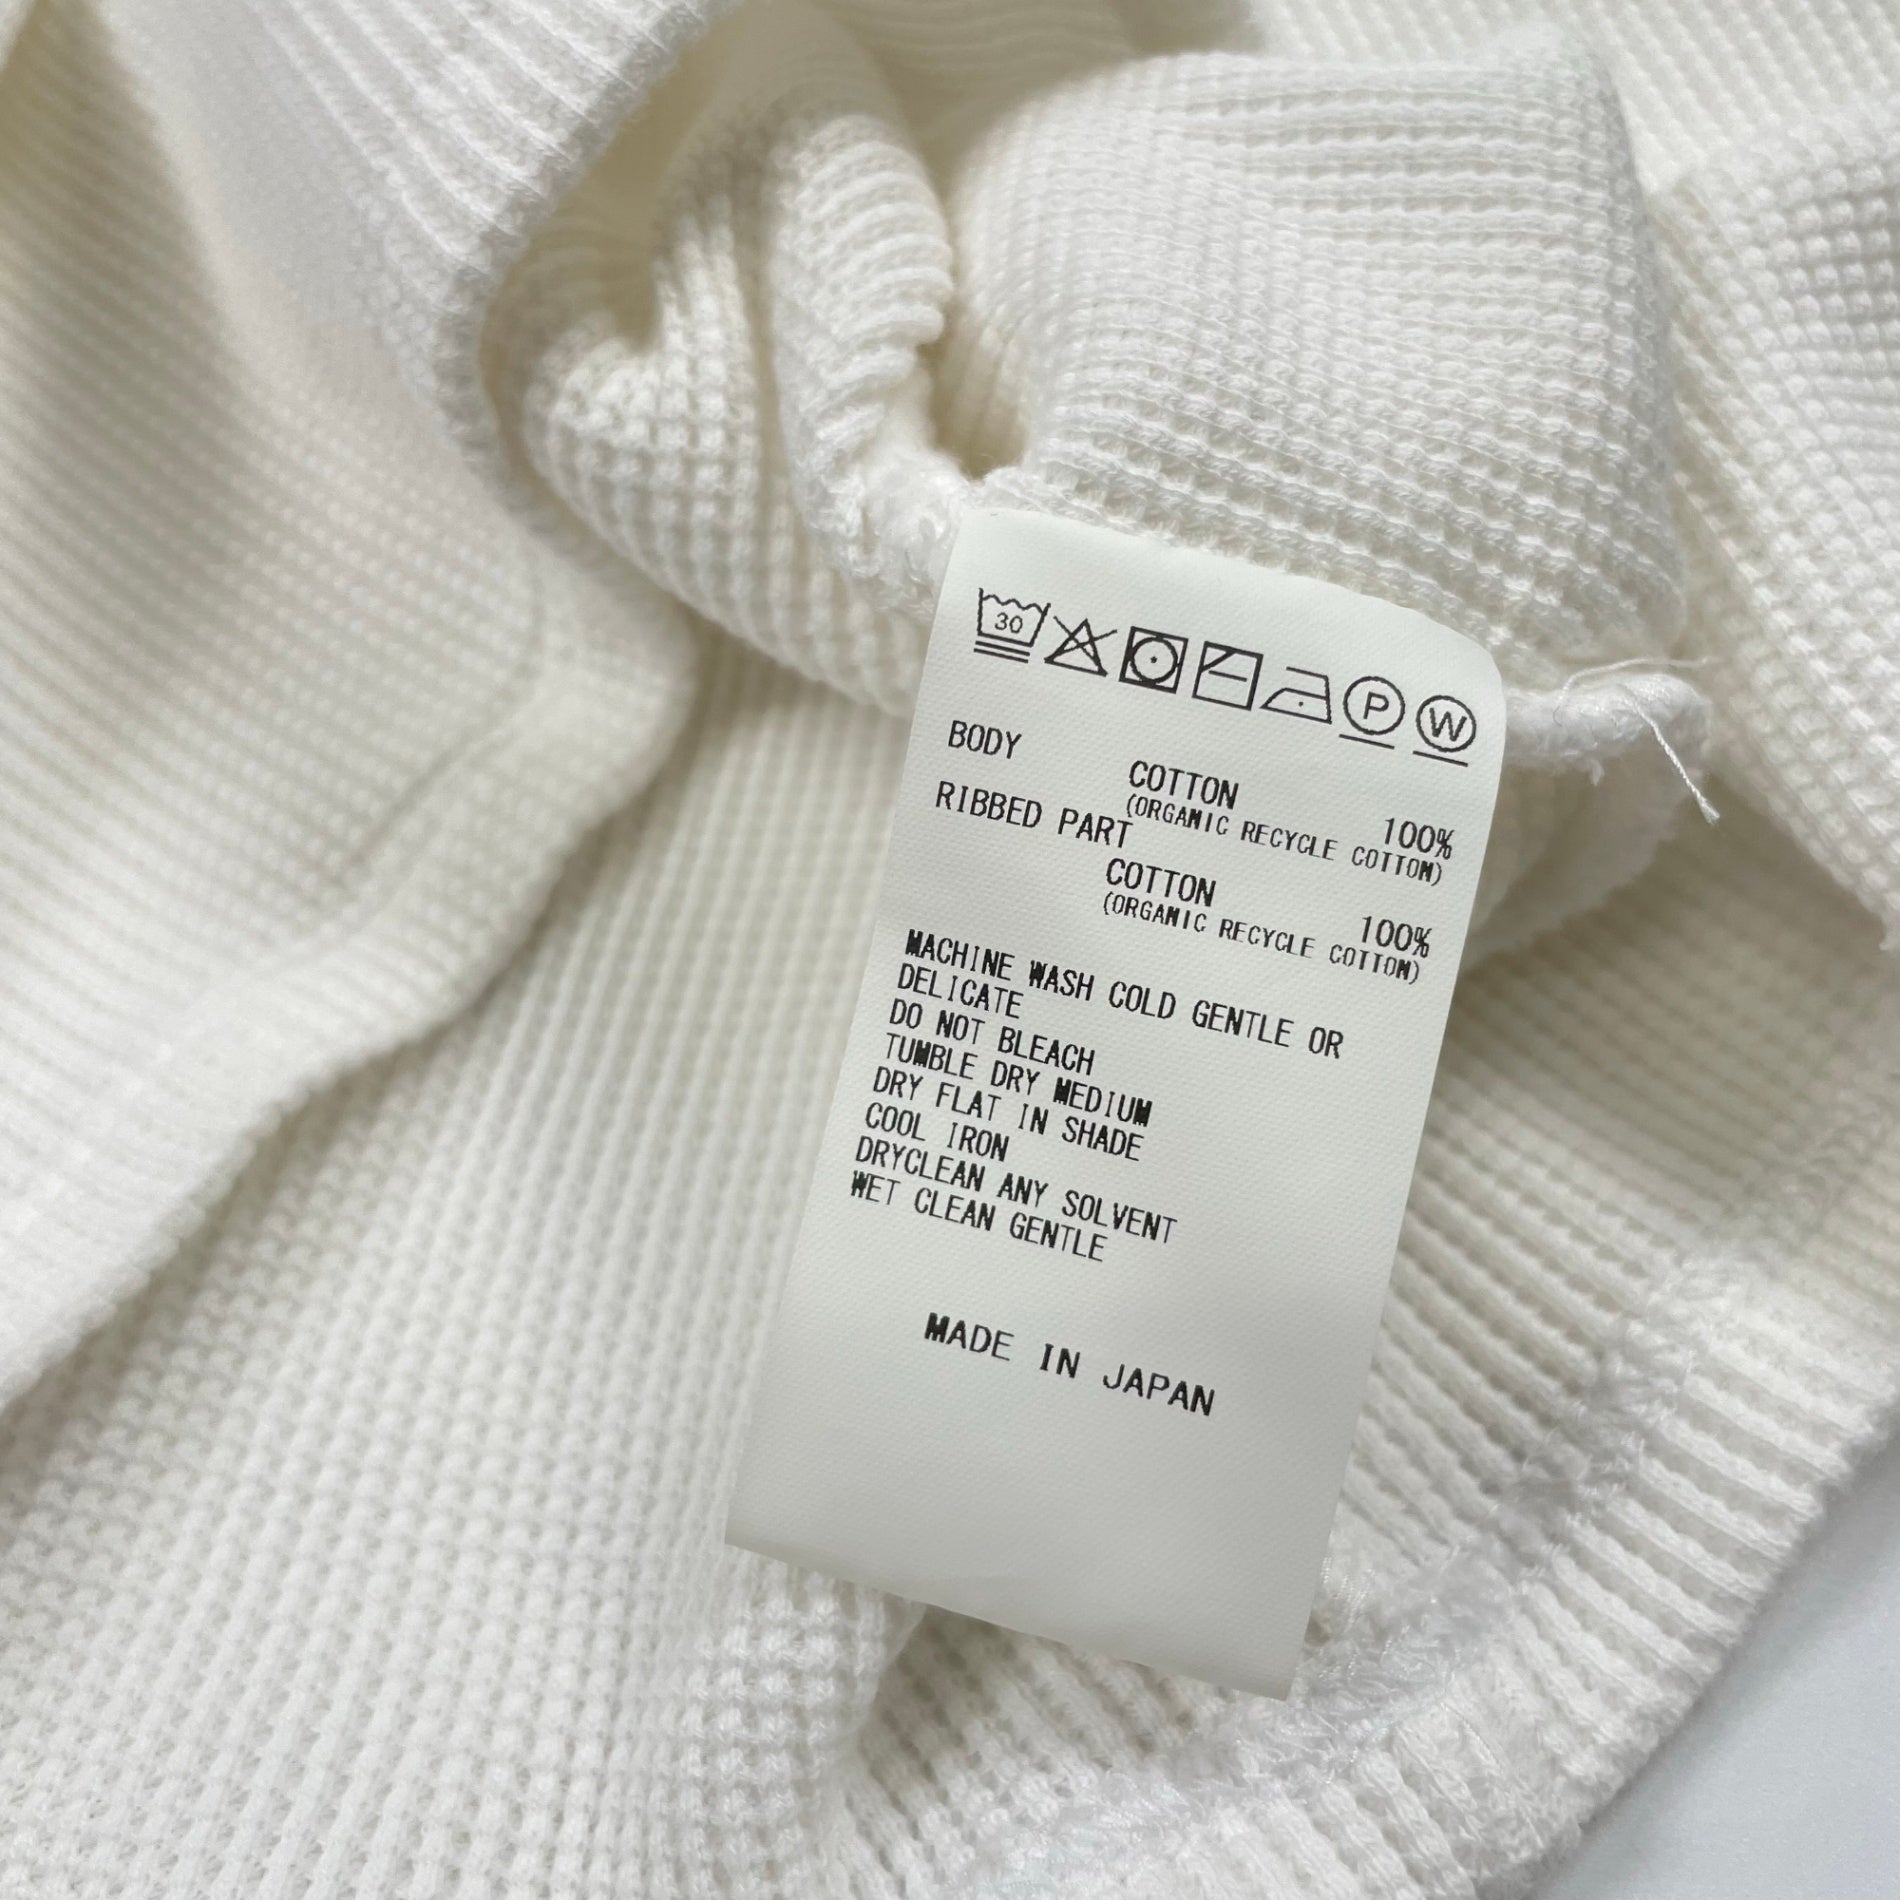 30 P W
BODY
COTTON 100%
(ORGANIC RECYCLE COTTON)
RIBBED PART
COTTON 100%
(ORGANIC RECYCLE COTTON)
MACHINE WASH COLD GENTLE OR
DELICATE
DO NOT BLEACH
TUMBLE DRY MEDIUM
DRY FLAT IN SHADE
COOL IRON
DRYCLEAN ANY SOLVENT
WET CLEAN GENTLE
MADE IN JAPAN